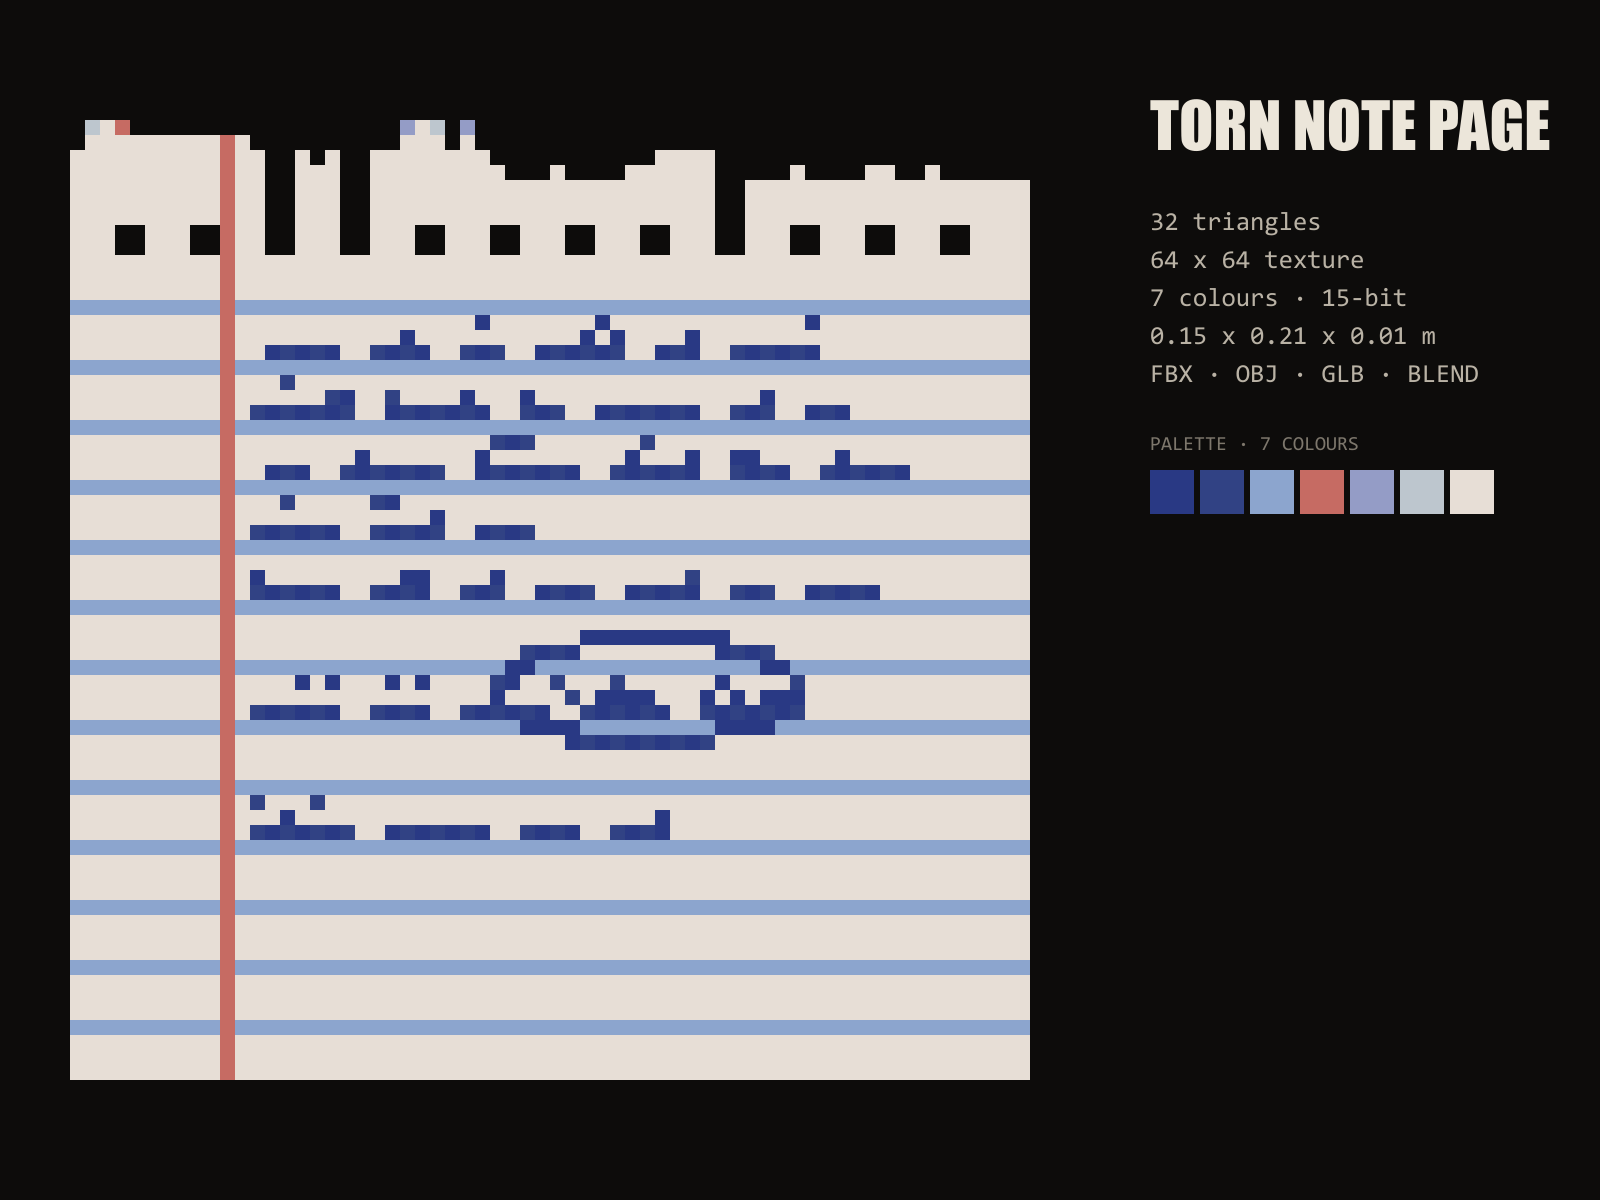 TORN NOTE PAGE
32 triangles
64 x 64 texture
7 colours · 15-bit
0.15 x 0.21 x 0.01 m
FBX · OBJ · GLB · BLEND
PALETTE · 7 COLOURS